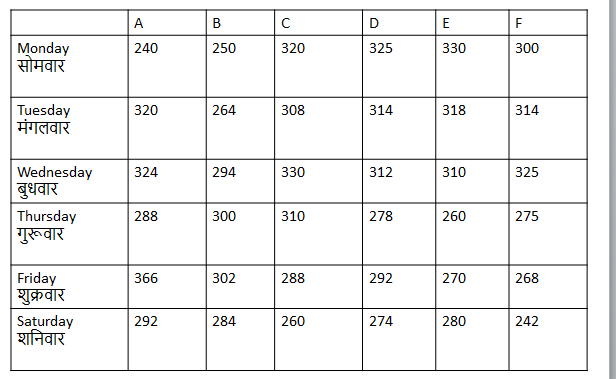 A B C D E F
Monday 240 250 320 325 330 300
सोमवार
Tuesday 320 264 308 314 318 314
मंगलवार
Wednesday 324 294 330 312 310 325
बुधवार
Thursday 288 300 310 278 260 275
गुरूवार
Friday 366 302 288 292 270 268
शुक्रवार
Saturday 292 284 260 274 280 242
शनिवार